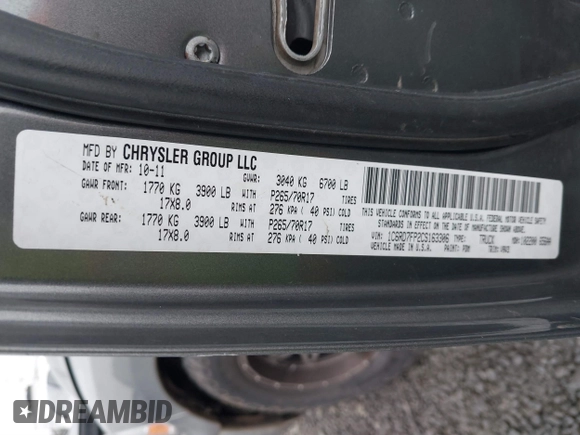 MFD BY CHRYSLER GROUP LLC
DATE OF MFR: 10-11 GVWR: 3040 KG 6700 LB
GAWR FRONT: 1770 KG 3900 LB WITH P265/70R17 TIRES
17X8.0 RIMS AT 276 KPA ( 40 PSI) COLD
GAWR REAR: 1770 KG 3900 LB WITH P265/70R17 TIRES
17X8.0 RIMS AT 276 KPA ( 40 PSI) COLD
THIS VEHICLE CONFORMS TO ALL APPLICABLE U.S.A. FEDERAL MOTOR VEHICLE SAFETY
STANDARDS IN EFFECT ON THE DATE OF MANUFACTURE SHOWN ABOVE.
VIN: 1C6RD7FP2CS163306 TYPE: TRUCK
VEHICLE MADE IN U.S.A. PAINT: PDM
DREAMBID